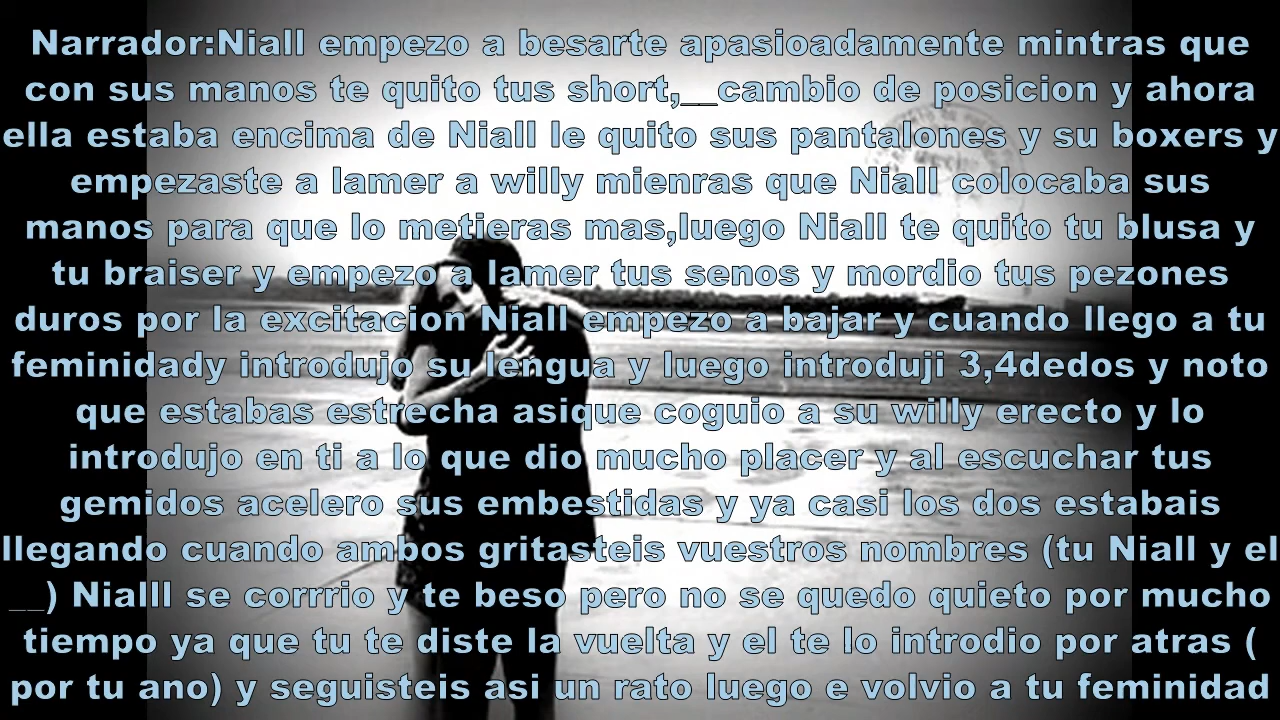 Narrador:Niall empezo a besarte apasioadamente mintras que
con sus manos te quito tus short,__cambio de posicion y ahora
ella estaba encima de Niall le quito sus pantalones y su boxers y
empezaste a lamer a willy mienras que Niall colocaba sus
manos para que lo metieras mas,luego Niall te quito tu blusa y
tu braiser y empezo a lamer tus senos y mordio tus pezones
duros por la excitacion Niall empezo a bajar y cuando llego a tu
feminidady introdujo su lengua y luego introduji 3,4dedos y noto
que estabas estrecha asique coguio a su willy erecto y lo
introdujo en ti a lo que dio mucho placer y al escuchar tus
gemidos acelero sus embestidas y ya casi los dos estabais
llegando cuando ambos gritasteis vuestros nombres (tu Niall y el
__) Nialll se corrrio y te beso pero no se quedo quieto por mucho
tiempo ya que tu te diste la vuelta y el te lo introdio por atras (
por tu ano) y seguisteis asi un rato luego e volvio a tu feminidad